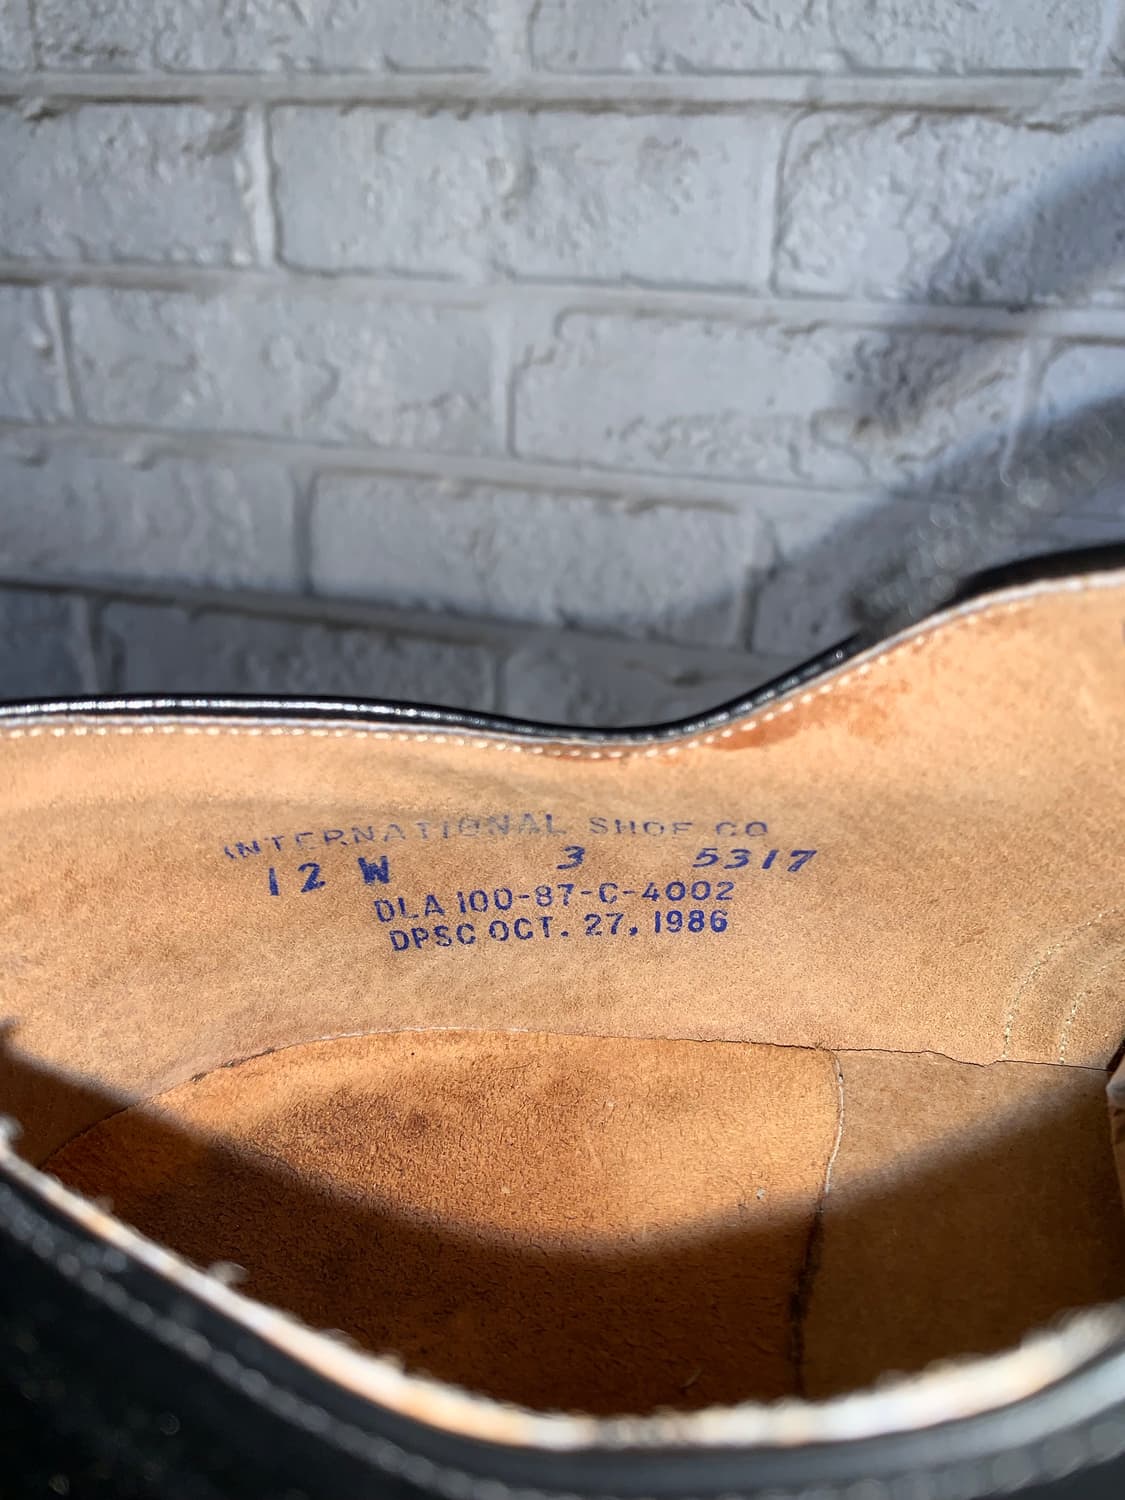 INTERNATIONAL SHOE CO
12 W 3 5317
DLA 100-87-C-4002
DPSC OCT. 27, 1986